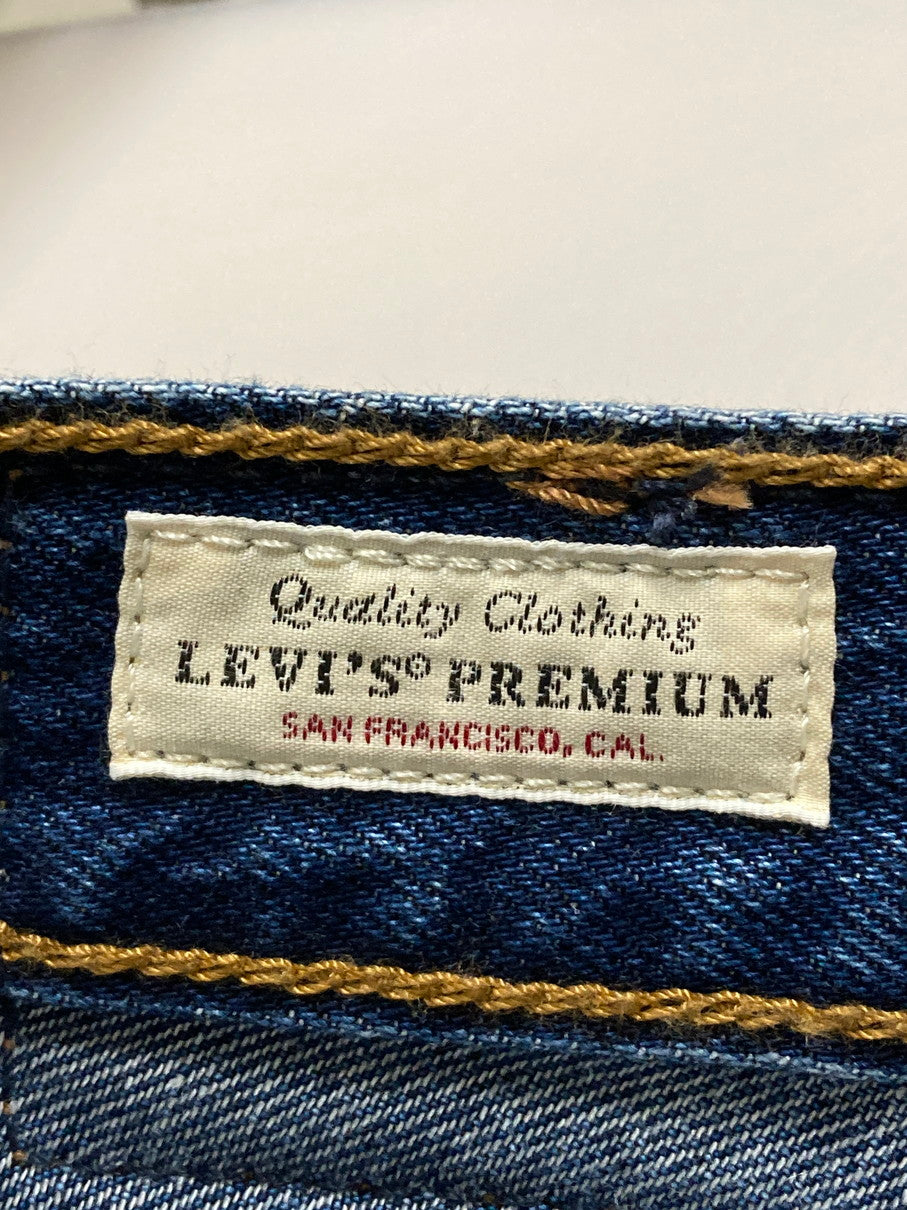 Quality Clothing
LEVI'S® PREMIUM
SAN FRANCISCO, CAL.